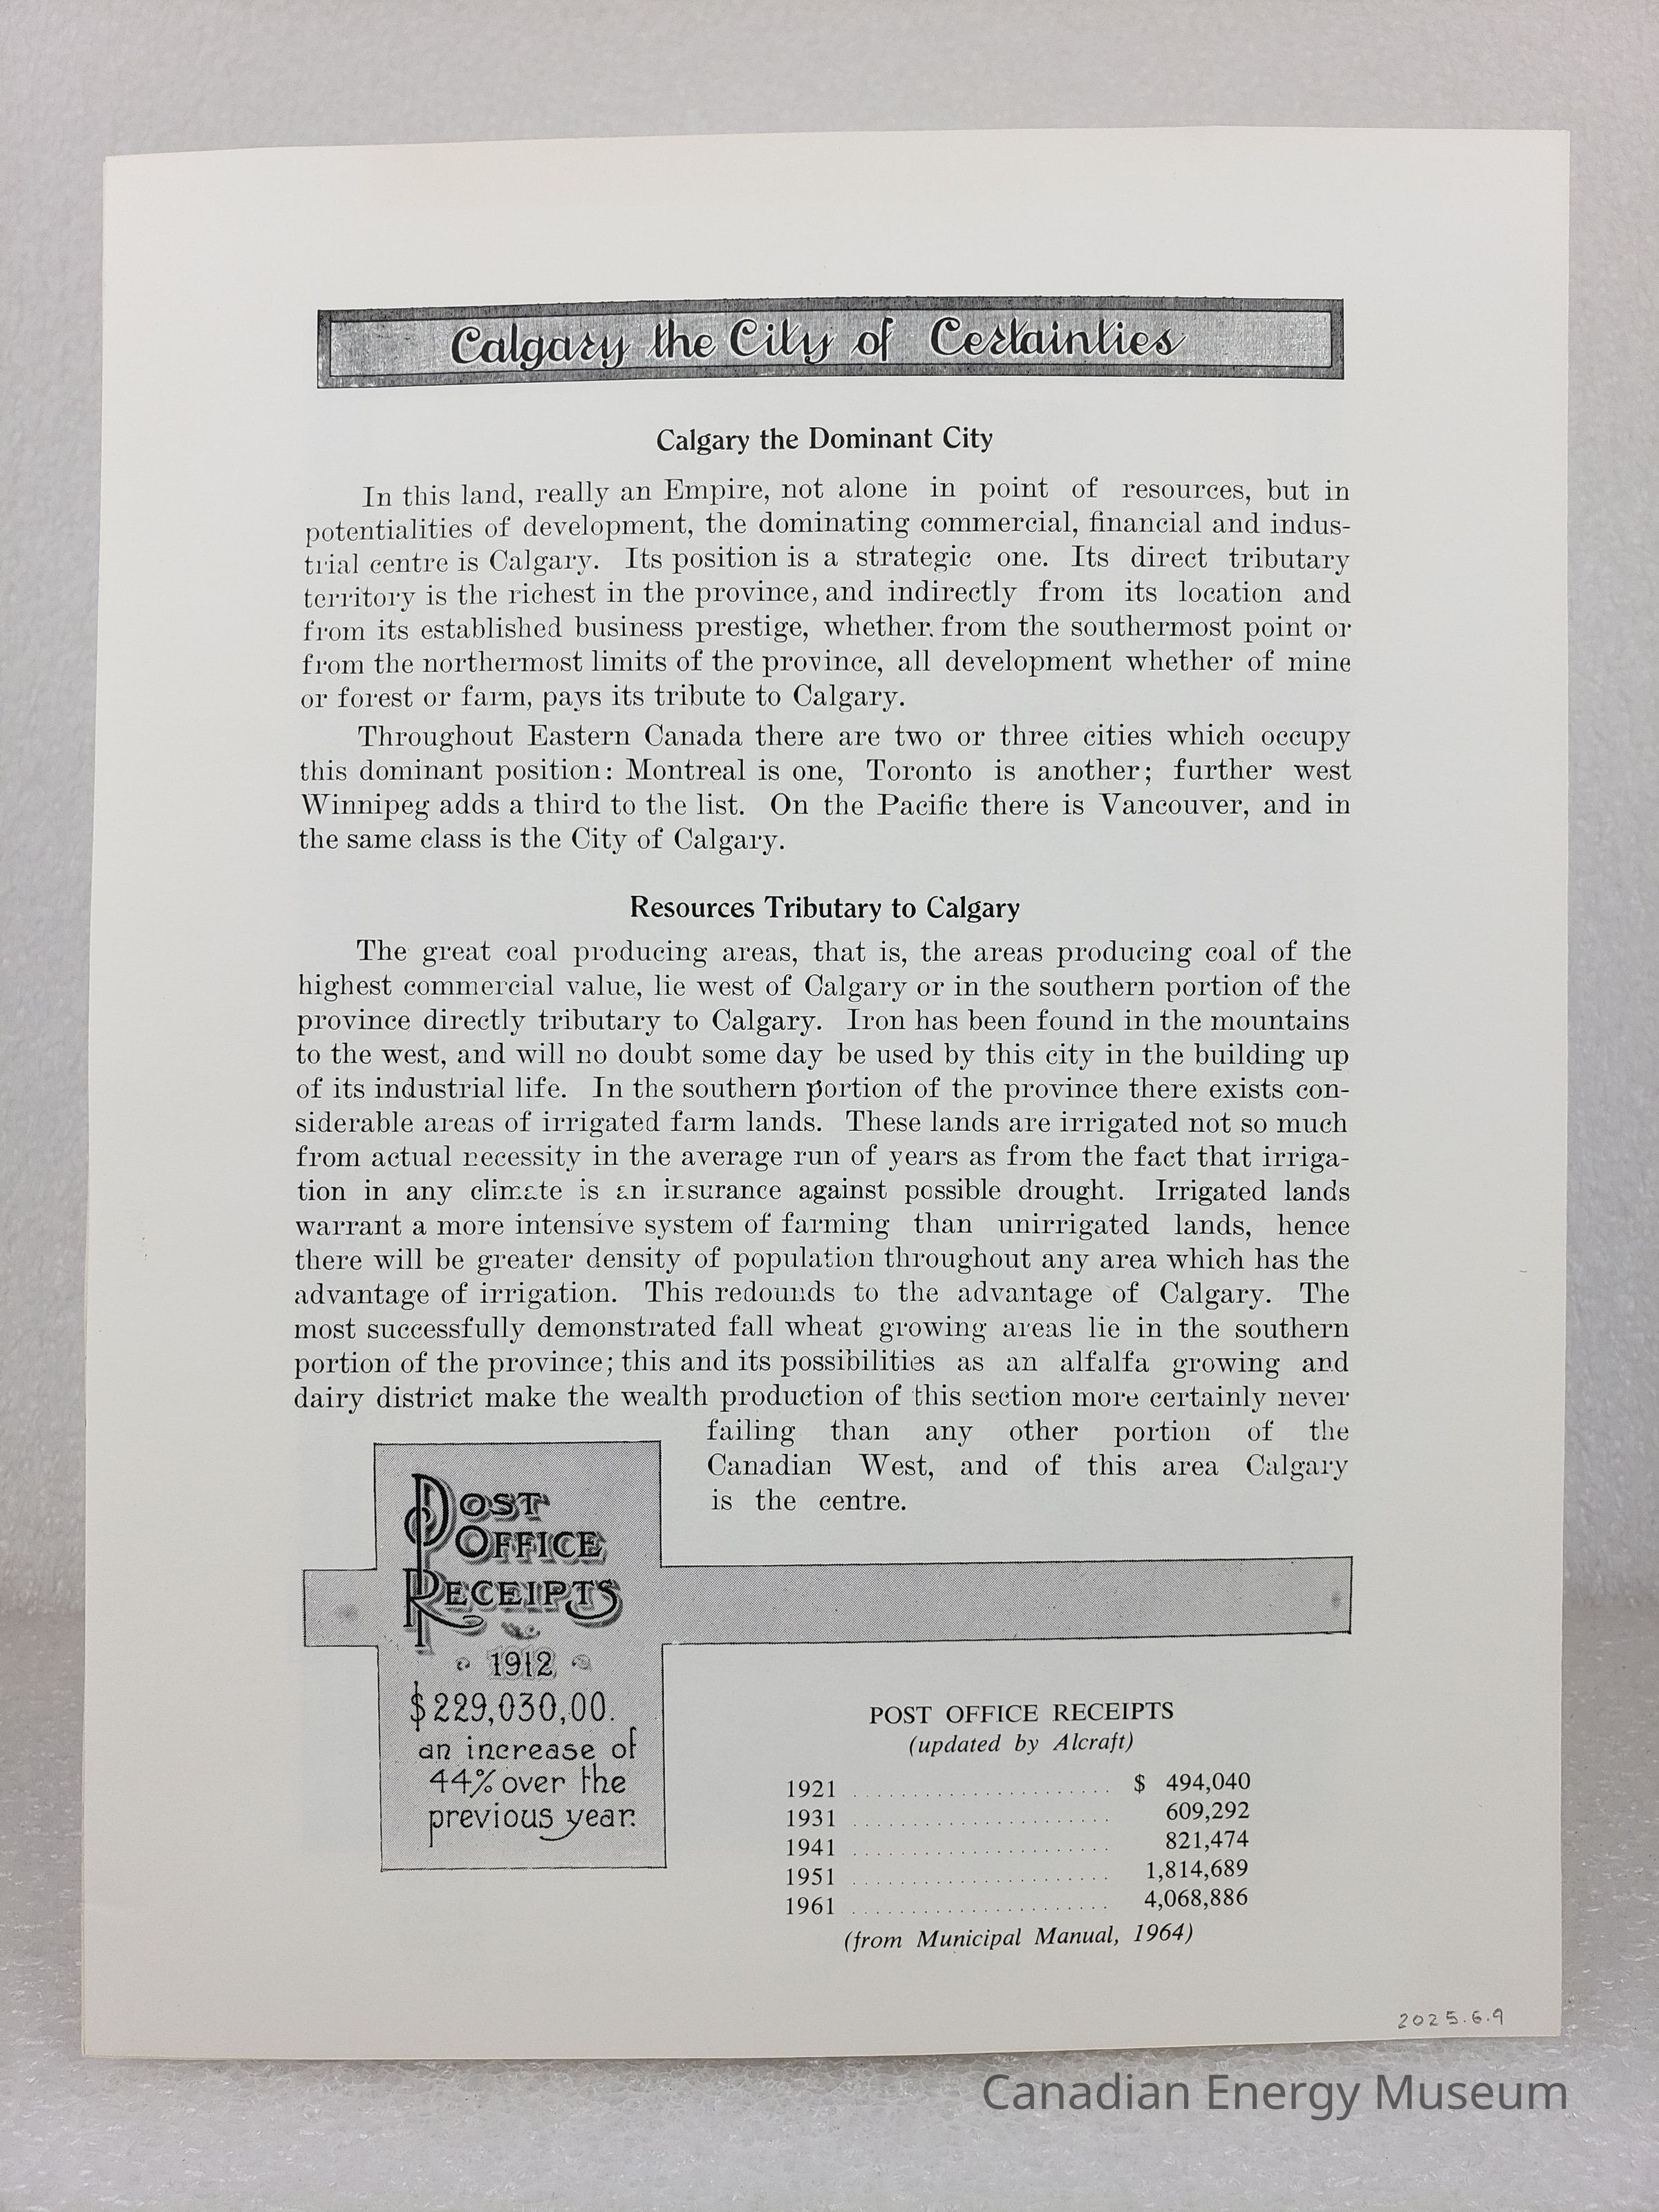 Calgary the City of Certainties
Calgary the Dominant City
In this land, really an Empire, not alone in point of resources, but in
potentialities of development, the dominating commercial, financial and indus-
trial centre is Calgary. Its position is a strategic one. Its direct tributary
territory is the richest in the province, and indirectly from its location and
from its established business prestige, whether. from the southermost point or
from the northermost limits of the province, all development whether of mine
or forest or farm, pays its tribute to Calgary.
Throughout Eastern Canada there are two or three cities which occupy
this dominant position: Montreal is one, Toronto is another; further west
Winnipeg adds a third to the list. On the Pacific there is Vancouver, and in
the same class is the City of Calgary.
Resources Tributary to Calgary
The great coal producing areas, that is, the areas producing coal of the
highest commercial value, lie west of Calgary or in the southern portion of the
province directly tributary to Calgary. Iron has been found in the mountains
to the west, and will no doubt some day be used by this city in the building up
of its industrial life. In the southern portion of the province there exists con-
siderable areas of irrigated farm lands. These lands are irrigated not so much
from actual necessity in the average run of years as from the fact that irriga-
tion in any climate is an insurance against possible drought. Irrigated lands
warrant a more intensive system of farming than unirrigated lands, hence
there will be greater density of population throughout any area which has the
advantage of irrigation. This redounds to the advantage of Calgary. The
most successfully demonstrated fall wheat growing areas lie in the southern
portion of the province; this and its possibilities as an alfalfa growing and
dairy district make the wealth production of this section more certainly never
failing than any other portion of the
Canadian West, and of this area Calgary
is the centre.
Post
Office
Receipts
1912
$229,030,00.
an increase of
44% over the
previous year.
POST OFFICE RECEIPTS
(updated by Alcraft)
1921 ........................ $ 494,040
1931 ........................ 609,292
1941 ........................ 821,474
1951 ........................ 1,814,689
1961 ........................ 4,068,886
(from Municipal Manual, 1964)
2025.6.9
Canadian Energy Museum